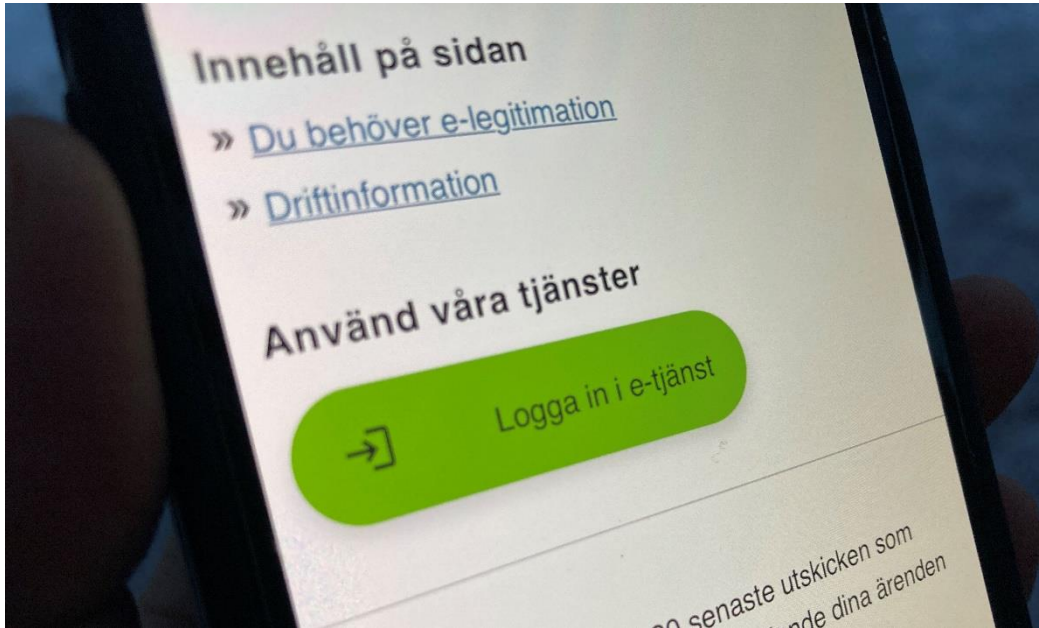 Innehåll på sidan
» Du behöver e-legitimation
» Driftinformation
Använd våra tjänster
Logga in i e-tjänst
senaste utskicken som
dina ärenden